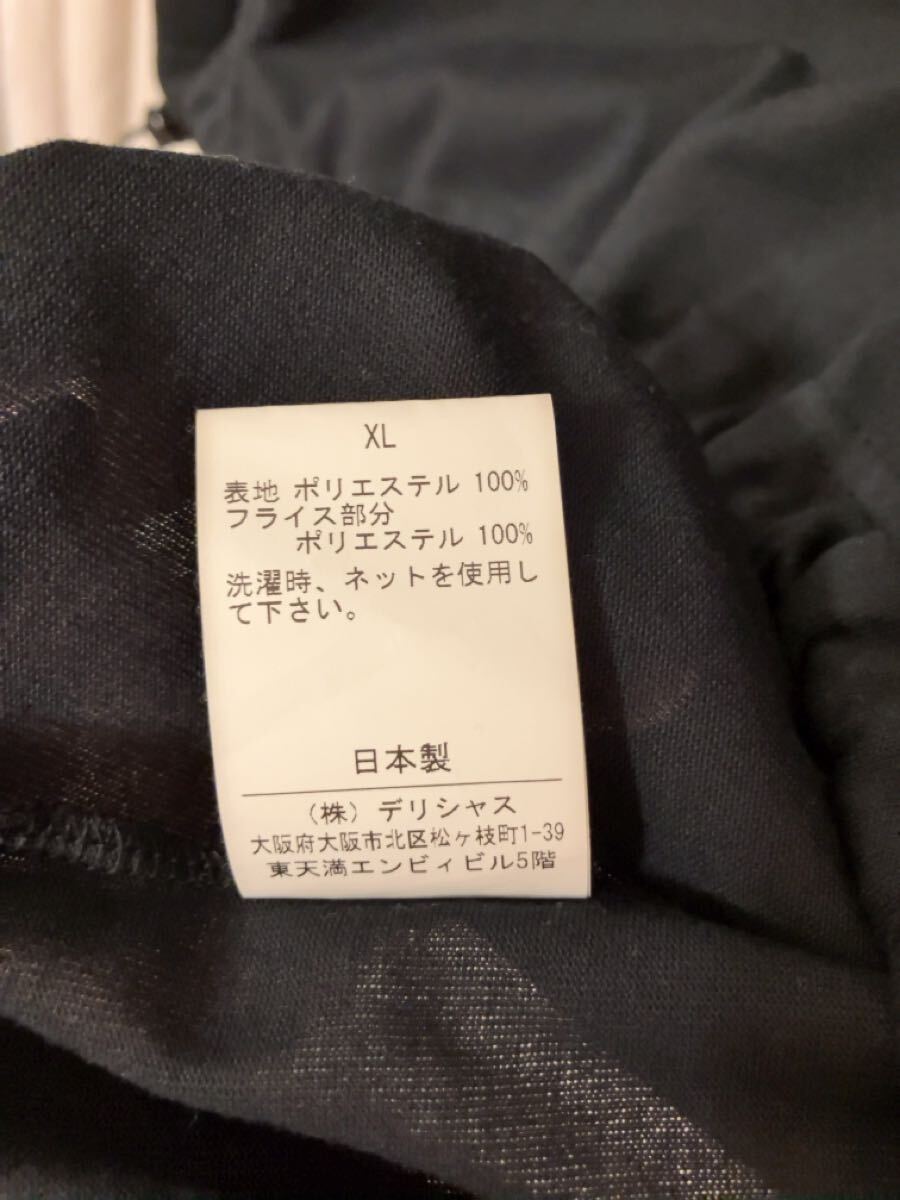 XL
表地 ポリエステル 100%
フライス部分
ポリエステル 100%
洗濯時、ネットを使用し
て下さい。
日本製
（株）デリシャス
大阪府大阪市北区松ヶ枝町1-39
東天満エンビィビル5階